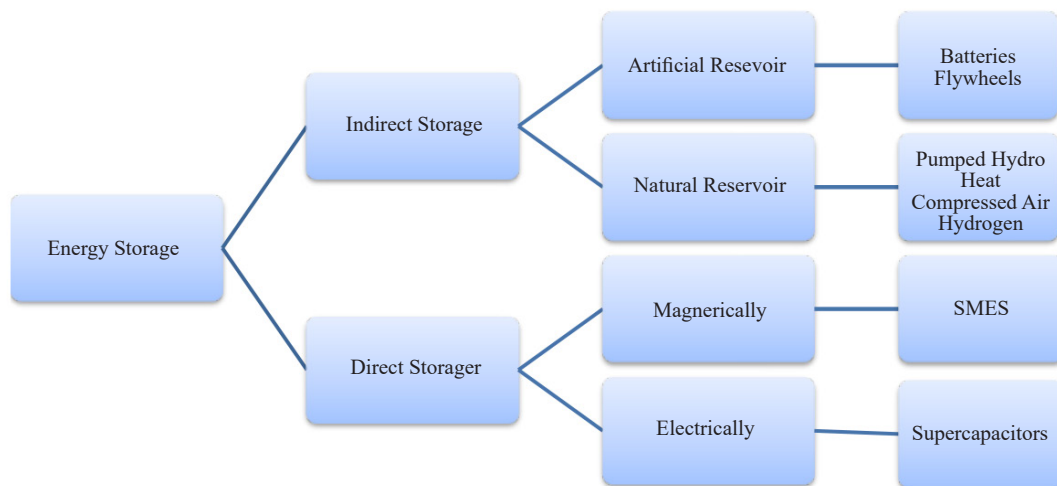 Energy Storage
Indirect Storage
Direct Storager
Artificial Resevoir
Natural Reservoir
Magnerically
Electrically
Batteries
Flywheels
Pumped Hydro
Heat
Compressed Air
Hydrogen
SMES
Supercapacitors